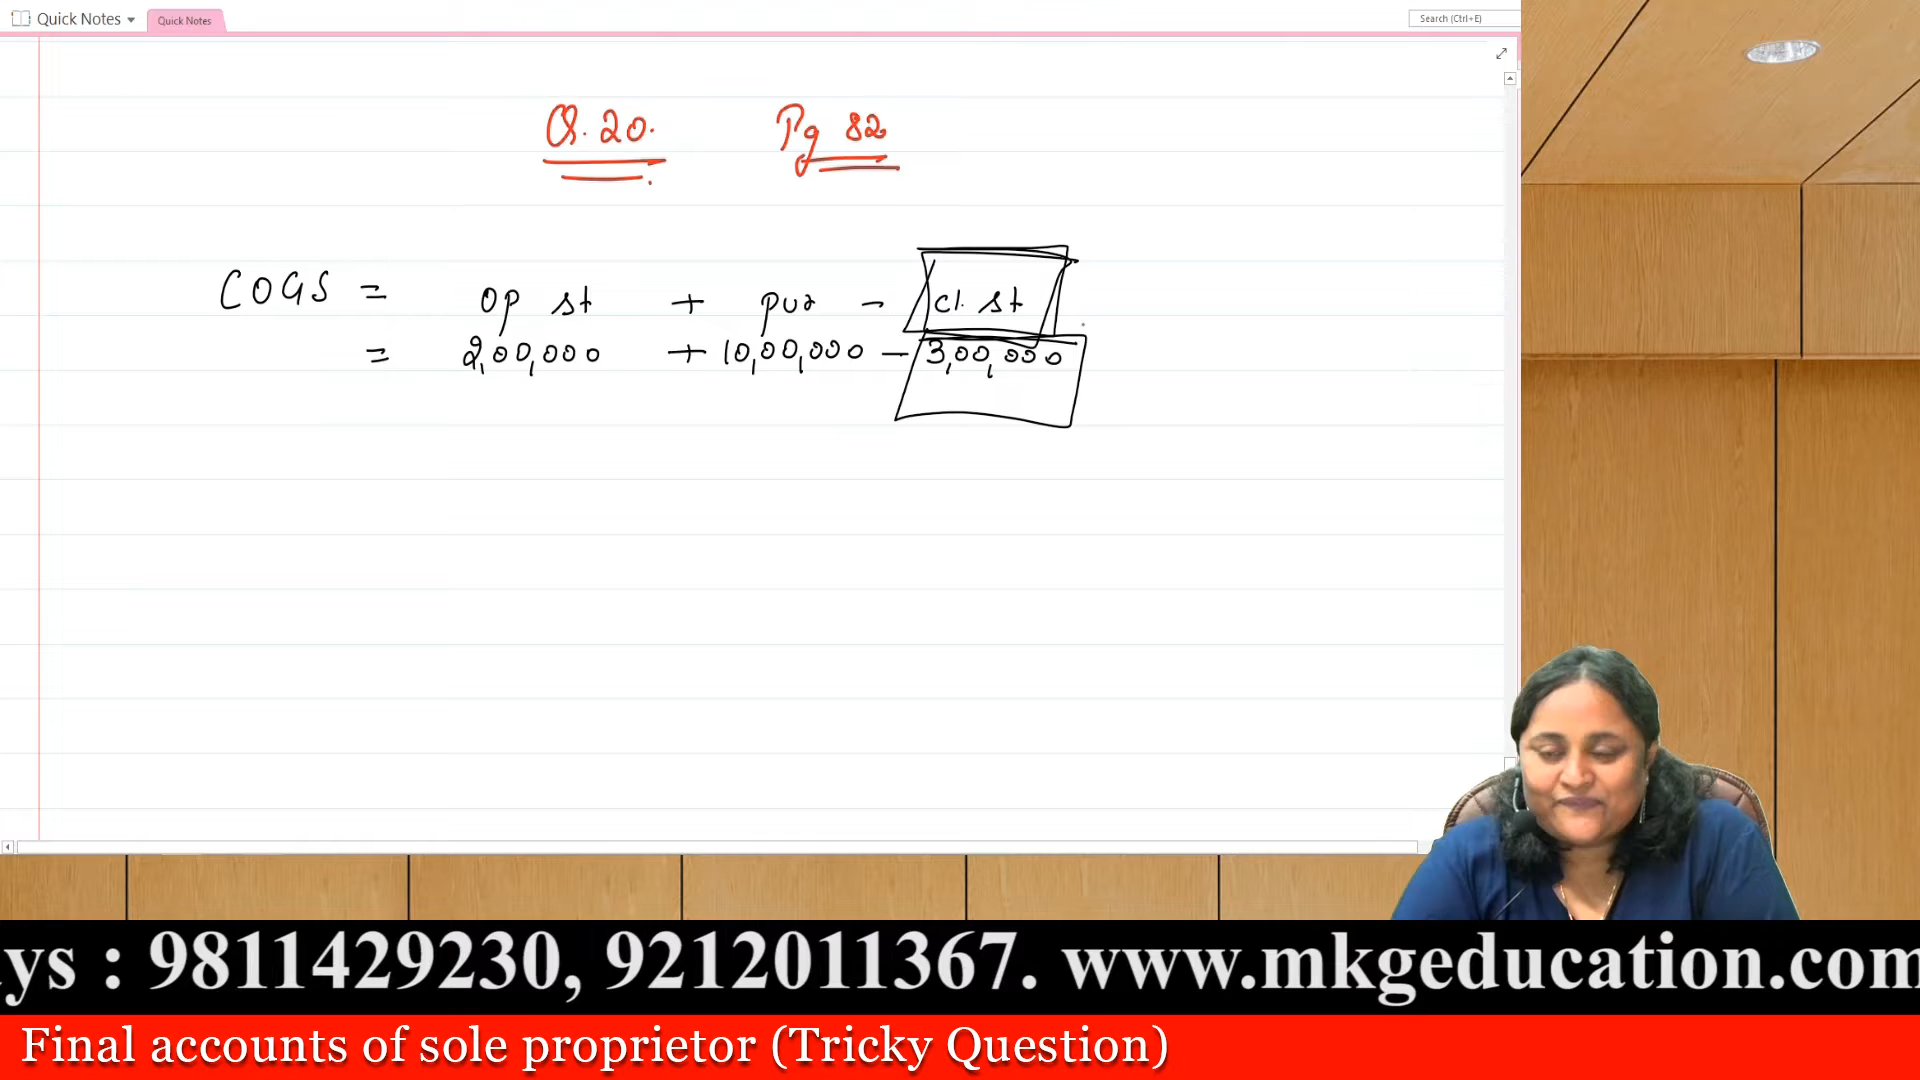 Quick Notes
Quick Notes
Search (Ctrl+E)
Q. 20. Pg 82
COGS = Op st + pur - cl. st
= 2,00,000 + 10,00,000 - 3,00,000
ys : 9811429230, 9212011367. www.mkgeducation.com
Final accounts of sole proprietor (Tricky Question)